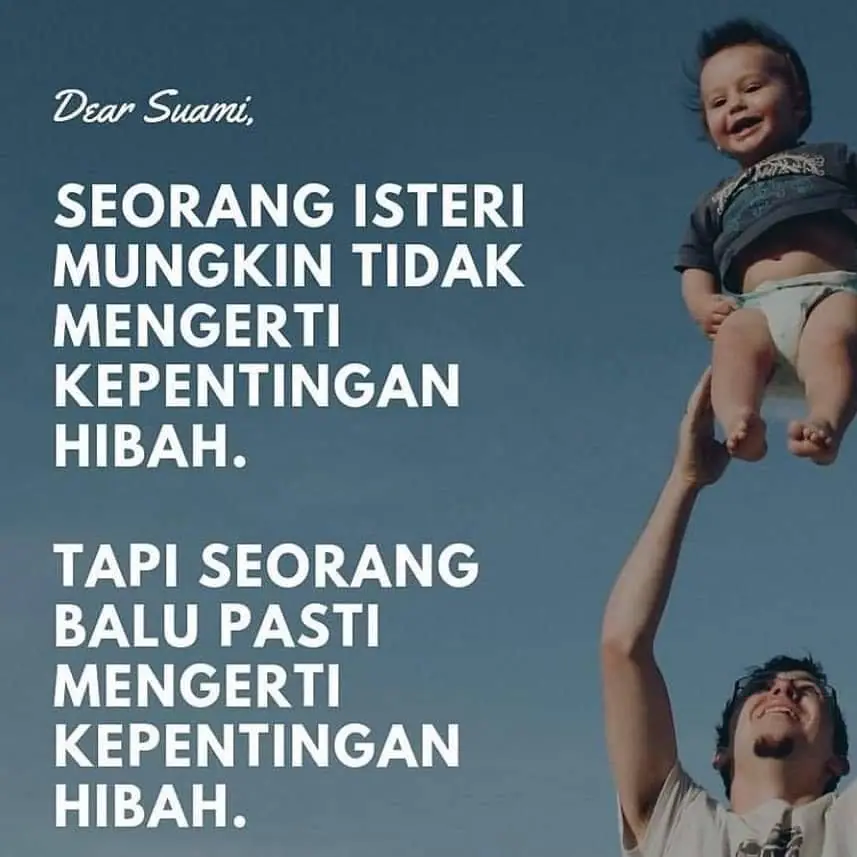 Dear Suami,
SEORANG ISTERI
MUNGKIN TIDAK
MENGERTI
KEPENTINGAN
HIBAH.
TAPI SEORANG
BALU PASTI
MENGERTI
KEPENTINGAN
HIBAH.